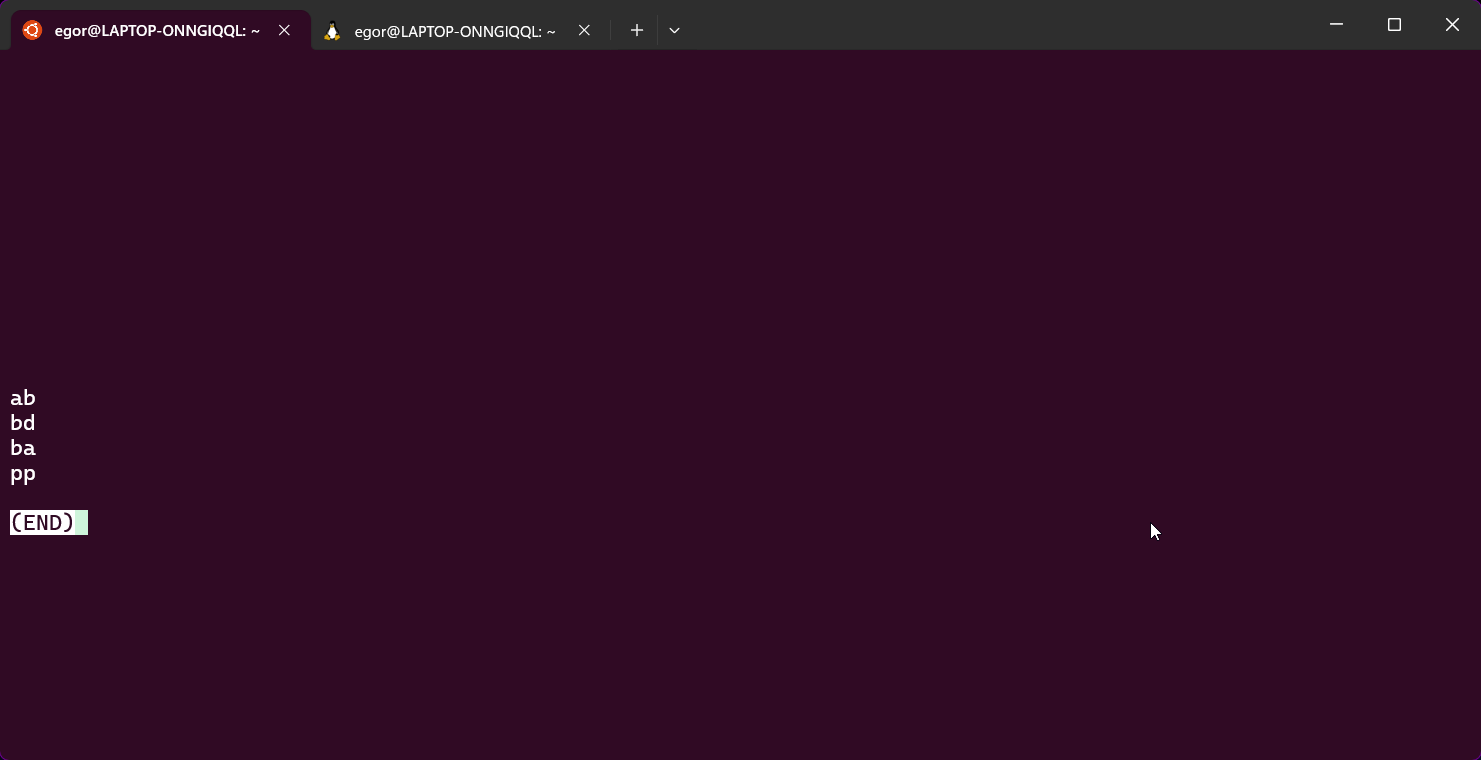 egor@LAPTOP-ONNGIQQL: ~
egor@LAPTOP-ONNGIQQL: ~
ab
bd
ba
pp
(END)